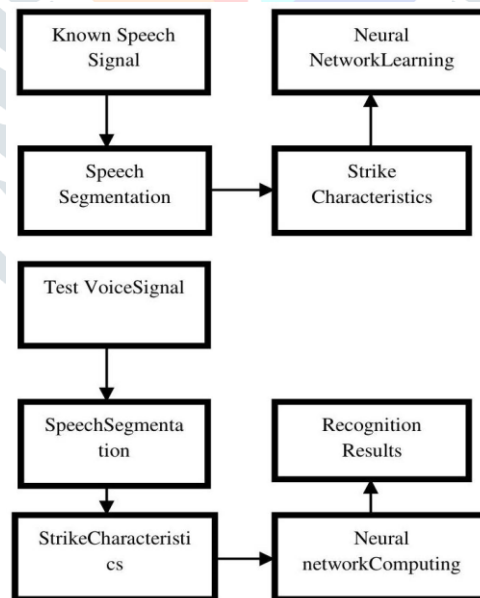 Known Speech
Signal
Neural
NetworkLearning
Speech
Segmentation
Strike
Characteristics
Test VoiceSignal
SpeechSegmenta
tion
Recognition
Results
StrikeCharacteristi
cs
Neural
networkComputing